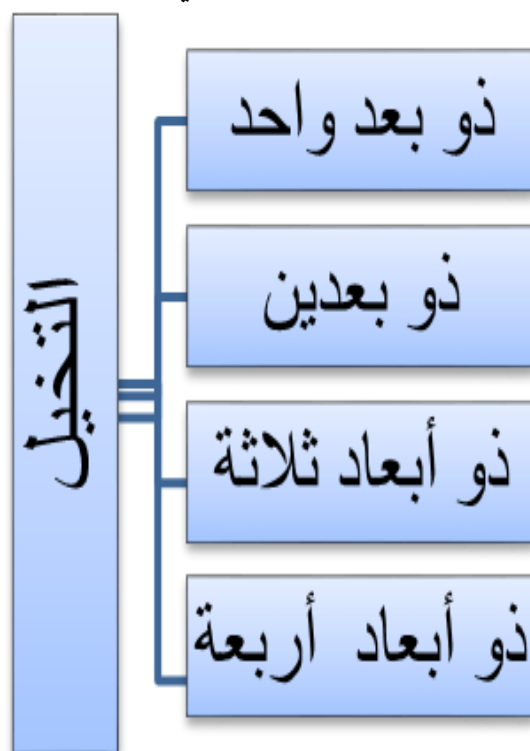 التخيل
ذو بعد واحد
ذو بعدين
ذو أبعاد ثلاثة
ذو أبعاد أربعة